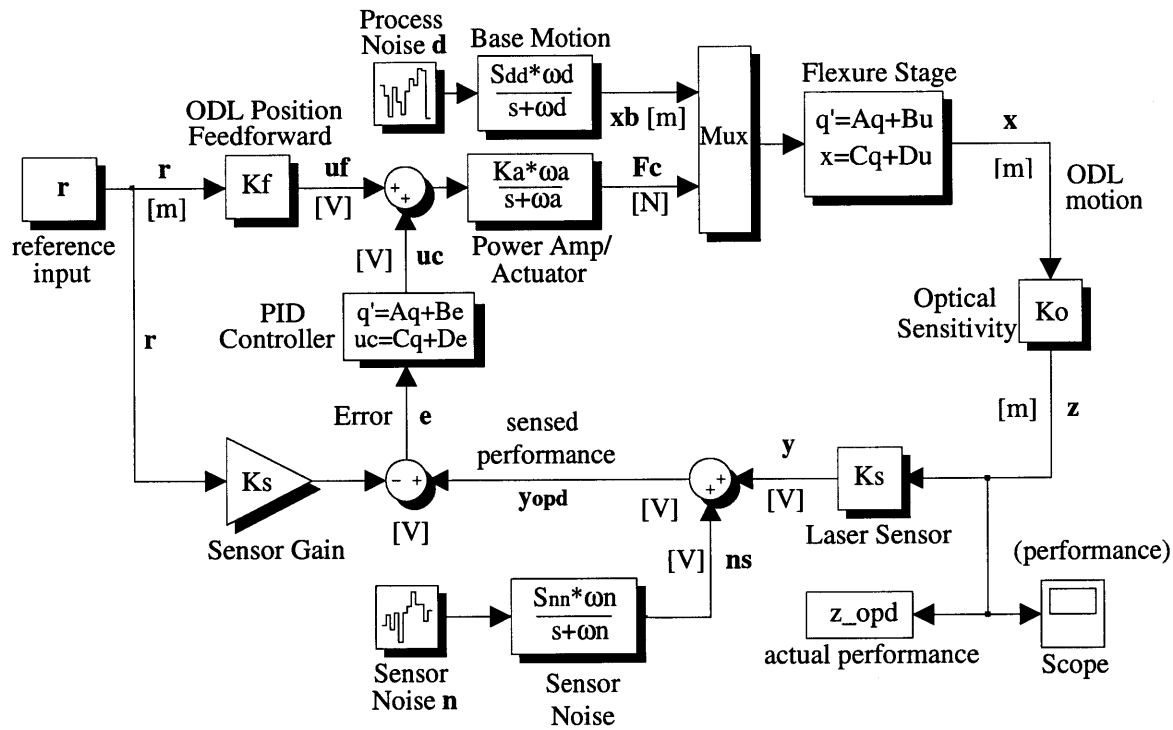 Process
Noise d
Base Motion
Sdd*ωd
s+ωd
xb [m]
Mux
Flexure Stage
q'=Aq+Bu
x=Cq+Du
x
[m]
ODL
motion
ODL Position
Feedforward
r
reference
input
r
[m]
Kf
uf
[V]
+
+
Ka*ωa
s+ωa
Fc
[N]
Power Amp/
Actuator
[V]
uc
PID
Controller
q'=Aq+Be
uc=Cq+De
Optical
Sensitivity
Ko
r
Error
e
[m]
z
sensed
performance
yopd
Ks
Sensor Gain
- +
[V]
+
+
[V]
y
[V]
Ks
Laser Sensor
[V]
ns
(performance)
Snn*ωn
s+ωn
Sensor
Noise n
Sensor
Noise
z_opd
actual performance
Scope